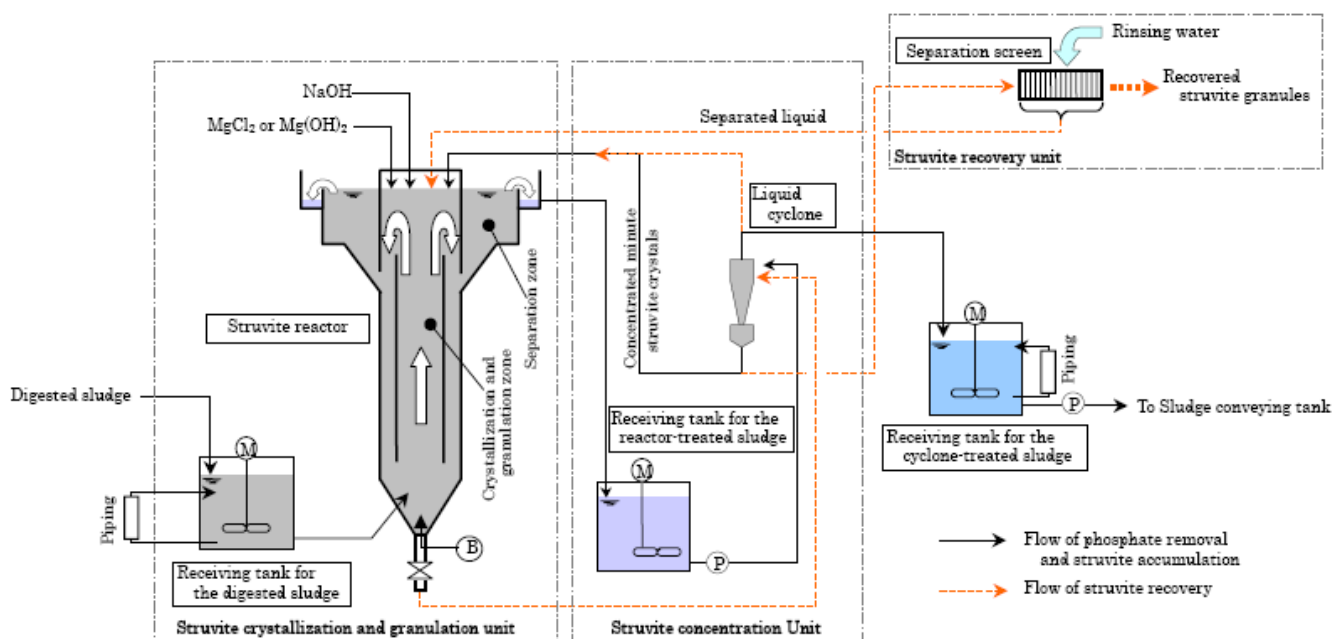 Separation screen
Rinsing water
Recovered
struvite granules
Struvite recovery unit
NaOH
MgCl₂ or Mg(OH)₂
Separated liquid
Liquid
cyclone
Concentrated minute
struvite crystals
Separation zone
Crystallization and
granulation zone
Struvite reactor
Digested sludge
M
Piping
Receiving tank for
the digested sludge
B
Struvite crystallization and granulation unit
Receiving tank for the
reactor-treated sludge
M
P
Struvite concentration Unit
M
Piping
P
To Sludge conveying tank
Receiving tank for the
cyclone-treated sludge
Flow of phosphate removal
and struvite accumulation
Flow of struvite recovery